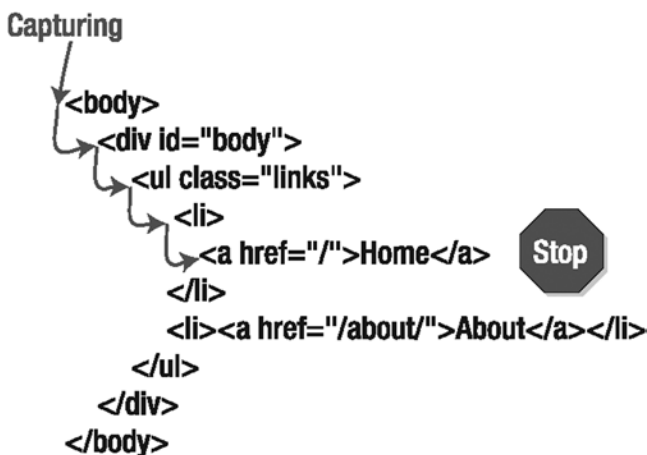 Capturing
<body>
<div id="body">
<ul class="links">
<li>
<a href="/">Home</a>
Stop
</li>
<li><a href="/about/">About</a></li>
</ul>
</div>
</body>